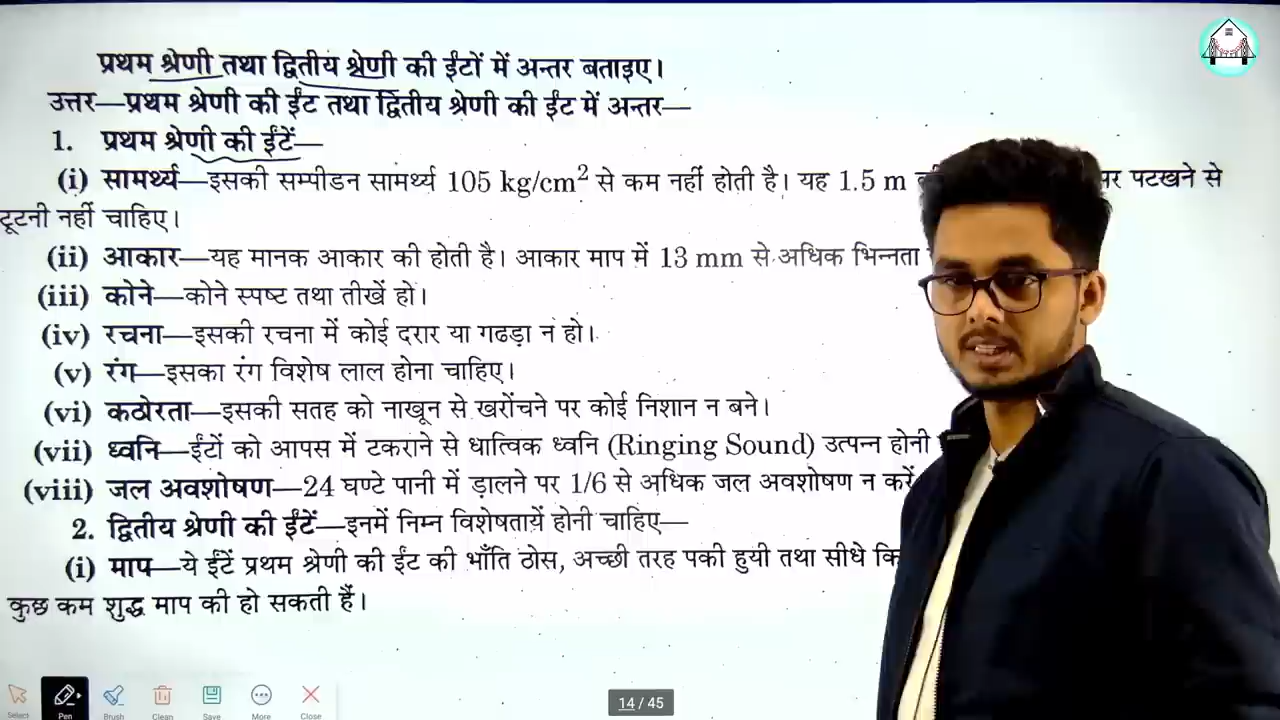 प्रथम श्रेणी तथा द्वितीय श्रेणी की ईंटों में अन्तर बताइए।
उत्तर—प्रथम श्रेणी की ईंट तथा द्वितीय श्रेणी की ईंट में अन्तर—
1. प्रथम श्रेणी की ईंटें—
(i) सामर्थ्य—इसकी सम्पीडन सामर्थ्य 105 kg/cm² से कम नहीं होती है। यह 1.5 m पटखने से
टूटनी नहीं चाहिए।
(ii) आकार—यह मानक आकार की होती है। आकार माप में 13 mm से अधिक भिन्नता
(iii) कोने—कोने स्पष्ट तथा तीखें हो।
(iv) रचना—इसकी रचना में कोई दरार या गढड़ा न हो।
(v) रंग—इसका रंग विशेष लाल होना चाहिए।
(vi) कठोरता—इसकी सतह को नाखून से खरोंचने पर कोई निशान न बने।
(vii) ध्वनि—ईंटों को आपस में टकराने से धात्विक ध्वनि (Ringing Sound) उत्पन्न होनी
(viii) जल अवशोषण—24 घण्टे पानी में ड़ालने पर 1/6 से अधिक जल अवशोषण न करें
2. द्वितीय श्रेणी की ईंटें—इनमें निम्न विशेषतायें होनी चाहिए—
(i) माप—ये ईंटें प्रथम श्रेणी की ईंट की भाँति ठोस, अच्छी तरह पकी हुयी तथा सीधे
कुछ कम शुद्ध माप की हो सकती हैं।
Select Pen Brush Clean Save More Close
14 / 45